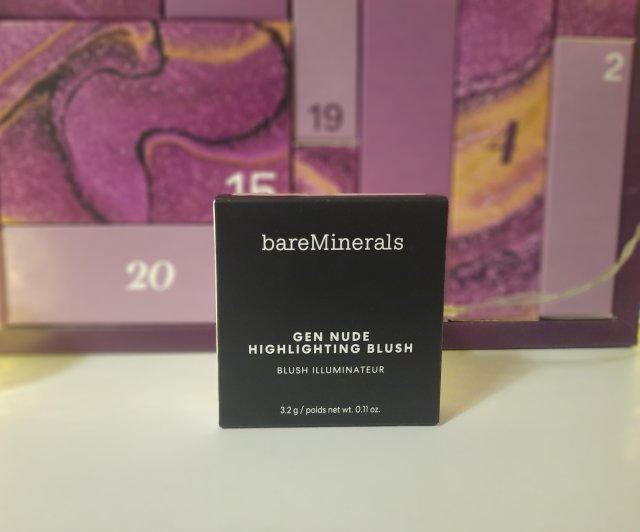 2
19
4
15
20
bareMinerals
GEN NUDE
HIGHLIGHTING BLUSH
BLUSH ILLUMINATEUR
3.2 g / poids net wt. 0.11 oz.